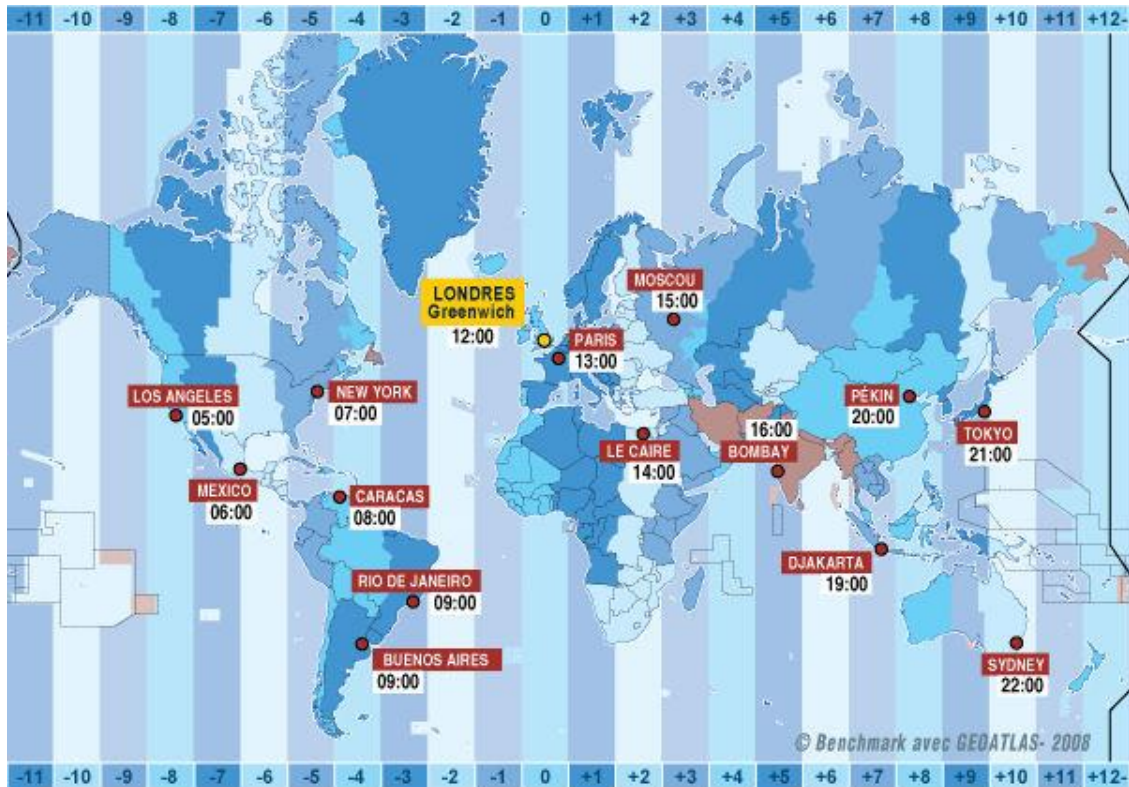 -11 -10 -9 -8 -7 -6 -5 -4 -3 -2 -1 0 +1 +2 +3 +4 +5 +6 +7 +8 +9 +10 +11 +12-
MOSCOU
15:00
LONDRES
Greenwich
12:00
PARIS
13:00
LOS ANGELES
05:00
NEW YORK
07:00
PÉKIN
20:00
TOKYO
21:00
16:00
BOMBAY
LE CAIRE
14:00
MEXICO
06:00
CARACAS
08:00
DJAKARTA
19:00
RIO DE JANEIRO
09:00
BUENOS AIRES
09:00
SYDNEY
22:00
© Benchmark avec GEOATLAS- 2008
-11 -10 -9 -8 -7 -6 -5 -4 -3 -2 -1 0 +1 +2 +3 +4 +5 +6 +7 +8 +9 +10 +11 +12-